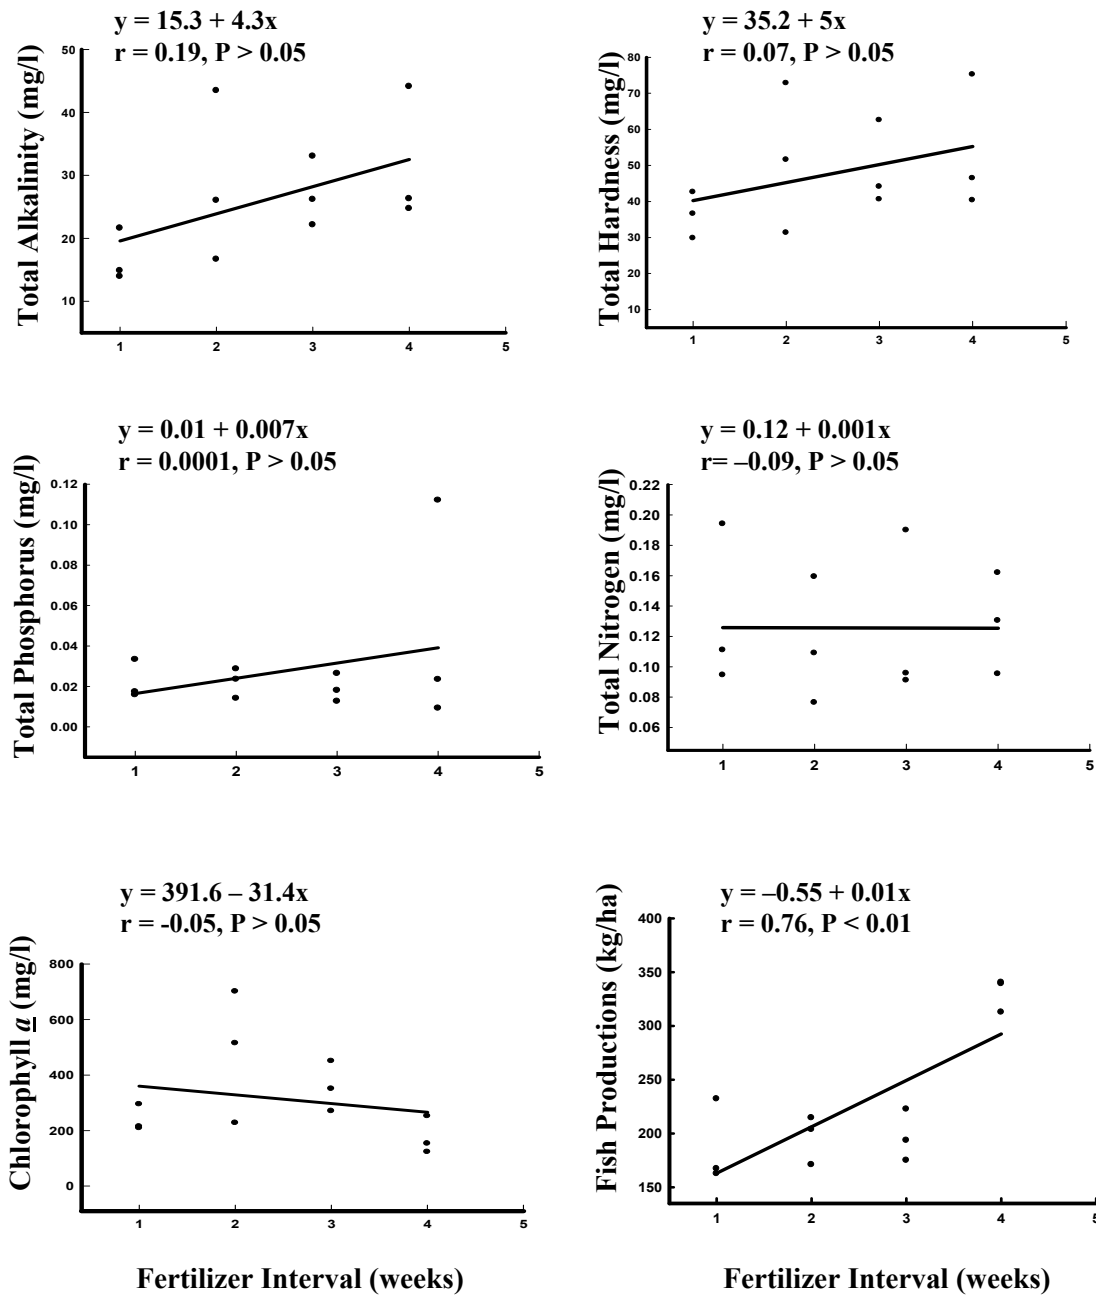 y = 15.3 + 4.3x
r = 0.19, P > 0.05
Total Alkalinity (mg/l)
50
40
30
20
10
1 2 3 4 5
y = 35.2 + 5x
r = 0.07, P > 0.05
Total Hardness (mg/l)
80
70
60
50
40
30
20
10
1 2 3 4 5
y = 0.01 + 0.007x
r = 0.0001, P > 0.05
Total Phosphorus (mg/l)
0.12
0.10
0.08
0.06
0.04
0.02
0.00
1 2 3 4 5
y = 0.12 + 0.001x
r= –0.09, P > 0.05
Total Nitrogen (mg/l)
0.22
0.20
0.18
0.16
0.14
0.12
0.10
0.08
0.06
1 2 3 4 5
y = 391.6 – 31.4x
r = -0.05, P > 0.05
Chlorophyll a (mg/l)
800
600
400
200
0
1 2 3 4 5
Fertilizer Interval (weeks)
y = –0.55 + 0.01x
r = 0.76, P < 0.01
Fish Productions (kg/ha)
400
350
300
250
200
150
1 2 3 4 5
Fertilizer Interval (weeks)